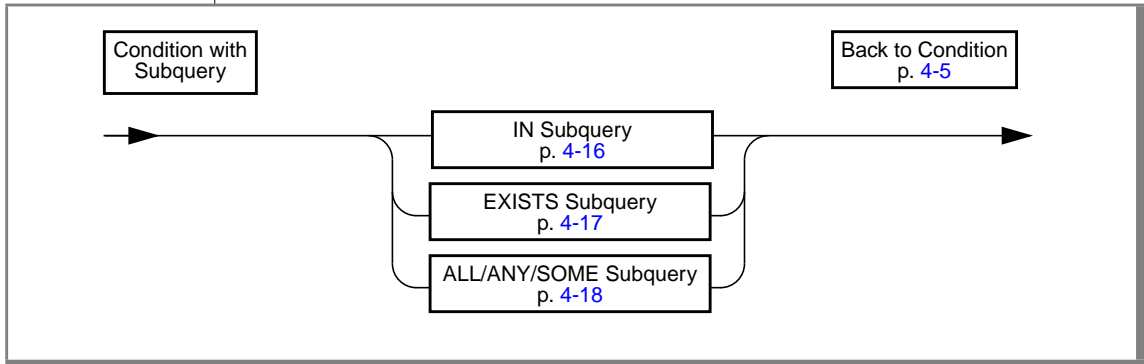 Condition with
Subquery
Back to Condition
p. 4-5
IN Subquery
p. 4-16
EXISTS Subquery
p. 4-17
ALL/ANY/SOME Subquery
p. 4-18